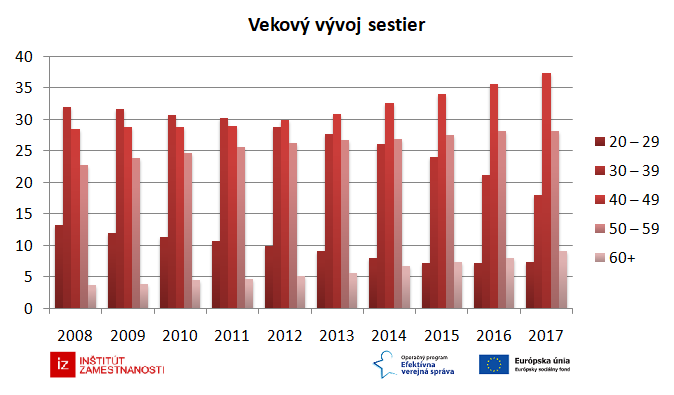 Vekový vývoj sestier
40
35
30
25
20
15
10
5
0
2008 2009 2010 2011 2012 2013 2014 2015 2016 2017
20 – 29
30 – 39
40 – 49
50 – 59
60+
iz INŠTITÚT
ZAMESTNANOSTI
Operačný program
Efektívna
verejná správa
Európska únia
Európsky sociálny fond